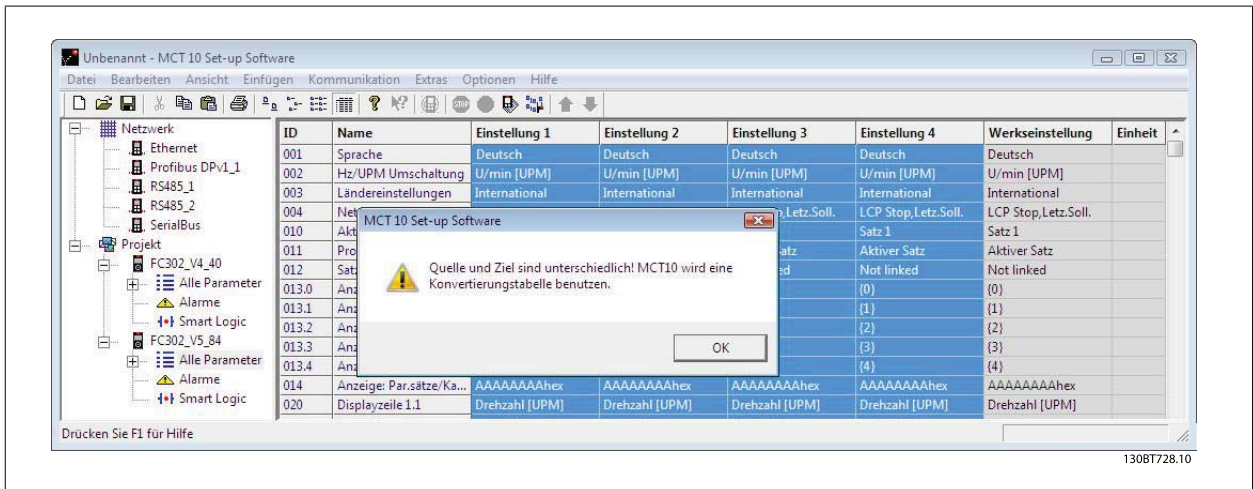 Unbenannt - MCT 10 Set-up Software
Datei Bearbeiten Ansicht Einfügen Kommunikation Extras Optionen Hilfe
STOP
Netzwerk
Ethernet
Profibus DPv1_1
RS485_1
RS485_2
SerialBus
Projekt
FC302_V4_40
Alle Parameter
Alarme
Smart Logic
FC302_V5_84
Alle Parameter
Alarme
Smart Logic
ID Name Einstellung 1 Einstellung 2 Einstellung 3 Einstellung 4 Werkseinstellung Einheit
001 Sprache Deutsch Deutsch Deutsch Deutsch Deutsch
002 Hz/UPM Umschaltung U/min [UPM] U/min [UPM] U/min [UPM] U/min [UPM] U/min [UPM]
003 Ländereinstellungen International International International International International
004 Net p,Letz.Soll. LCP Stop,Letz.Soll. LCP Stop,Letz.Soll.
010 Akt Satz 1 Satz 1
011 Pro atz Aktiver Satz Aktiver Satz
012 Satz ed Not linked Not linked
013.0 Anz {0} {0}
013.1 Anz {1} {1}
013.2 Anz {2} {2}
013.3 Anz {3} {3}
013.4 Anz {4} {4}
014 Anzeige: Par.sätze/Ka... AAAAAAAAhex AAAAAAAAhex AAAAAAAAhex AAAAAAAAhex AAAAAAAAhex
020 Displayzeile 1.1 Drehzahl [UPM] Drehzahl [UPM] Drehzahl [UPM] Drehzahl [UPM] Drehzahl [UPM]
MCT 10 Set-up Software
Quelle und Ziel sind unterschiedlich! MCT10 wird eine
Konvertierungstabelle benutzen.
OK
Drücken Sie F1 für Hilfe
130BT728.10